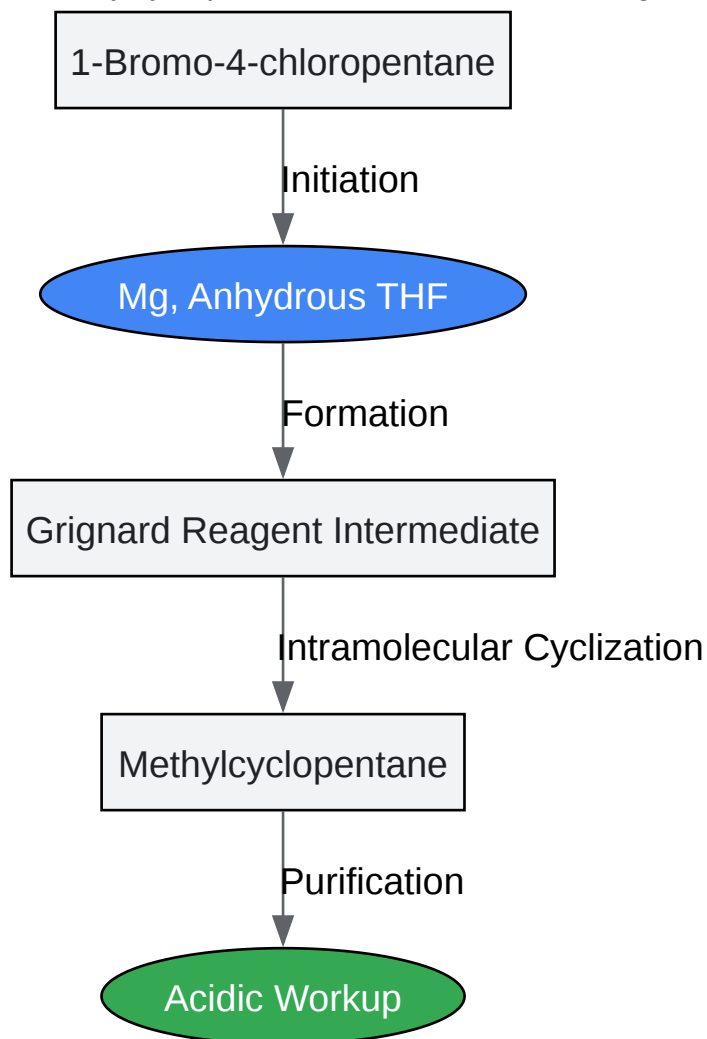 1-Bromo-4-chloropentane
Initiation
Mg, Anhydrous THF
Formation
Grignard Reagent Intermediate
Intramolecular Cyclization
Methylcyclopentane
Purification
Acidic Workup